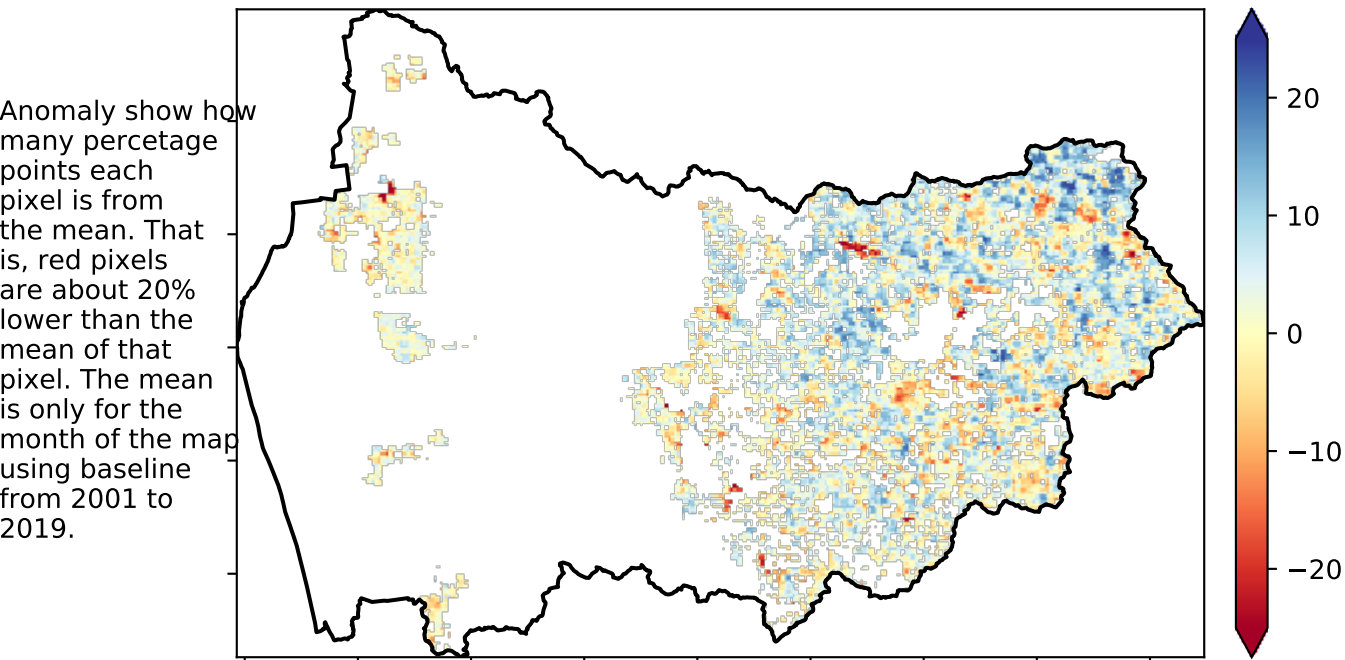 Anomaly show how
many percetage
points each
pixel is from
the mean. That
is, red pixels
are about 20%
lower than the
mean of that
pixel. The mean
is only for the
month of the map
using baseline
from 2001 to
2019.
20
10
0
−10
−20